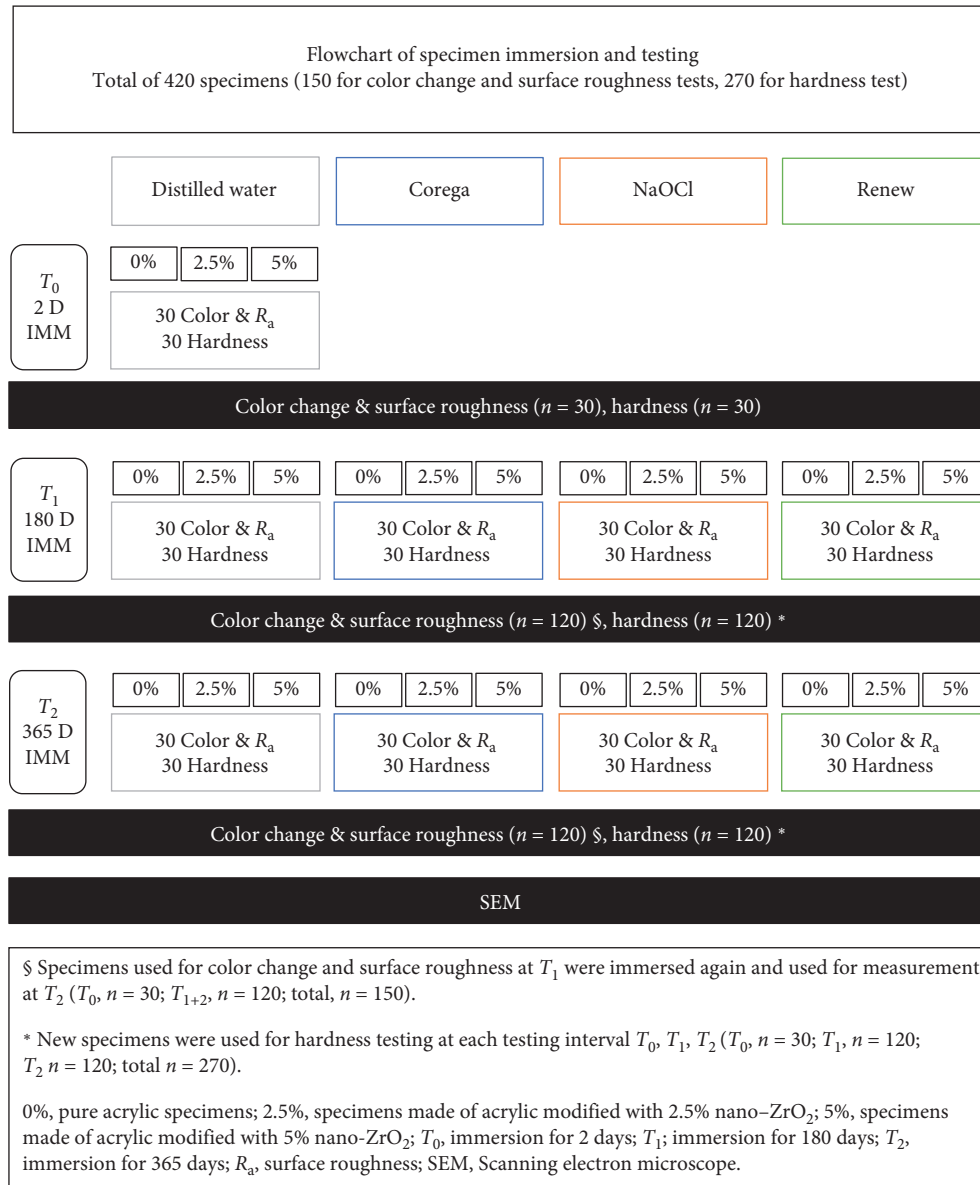 Flowchart of specimen immersion and testing
Total of 420 specimens (150 for color change and surface roughness tests, 270 for hardness test)
Distilled water
Corega
NaOCl
Renew
T₀
2 D
IMM
0% 2.5% 5%
30 Color & Rₐ
30 Hardness
Color change & surface roughness (n = 30), hardness (n = 30)
T₁
180 D
IMM
0% 2.5% 5%
30 Color & Rₐ
30 Hardness
0% 2.5% 5%
30 Color & Rₐ
30 Hardness
0% 2.5% 5%
30 Color & Rₐ
30 Hardness
0% 2.5% 5%
30 Color & Rₐ
30 Hardness
Color change & surface roughness (n = 120) §, hardness (n = 120) *
T₂
365 D
IMM
0% 2.5% 5%
30 Color & Rₐ
30 Hardness
0% 2.5% 5%
30 Color & Rₐ
30 Hardness
0% 2.5% 5%
30 Color & Rₐ
30 Hardness
0% 2.5% 5%
30 Color & Rₐ
30 Hardness
Color change & surface roughness (n = 120) §, hardness (n = 120) *
SEM
§ Specimens used for color change and surface roughness at T₁ were immersed again and used for measurement
at T₂ (T₀, n = 30; T₁₊₂, n = 120; total, n = 150).
* New specimens were used for hardness testing at each testing interval T₀, T₁, T₂ (T₀, n = 30; T₁, n = 120;
T₂ n = 120; total n = 270).
0%, pure acrylic specimens; 2.5%, specimens made of acrylic modified with 2.5% nano–ZrO₂; 5%, specimens
made of acrylic modified with 5% nano-ZrO₂; T₀, immersion for 2 days; T₁; immersion for 180 days; T₂,
immersion for 365 days; Rₐ, surface roughness; SEM, Scanning electron microscope.